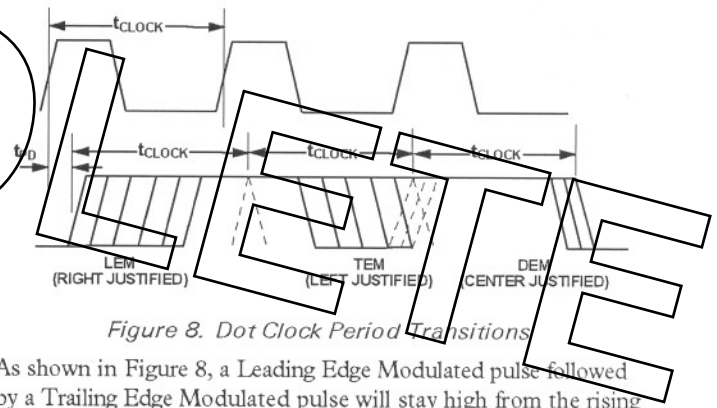 tCLOCK
tPD
tCLOCK
tCLOCK
tCLOCK
LEM
(RIGHT JUSTIFIED)
TEM
(LEFT JUSTIFIED)
DEM
(CENTER JUSTIFIED)
LETE
Figure 8. Dot Clock Period Transitions
As shown in Figure 8, a Leading Edge Modulated pulse followed
by a Trailing Edge Modulated pulse will stay high from the rising